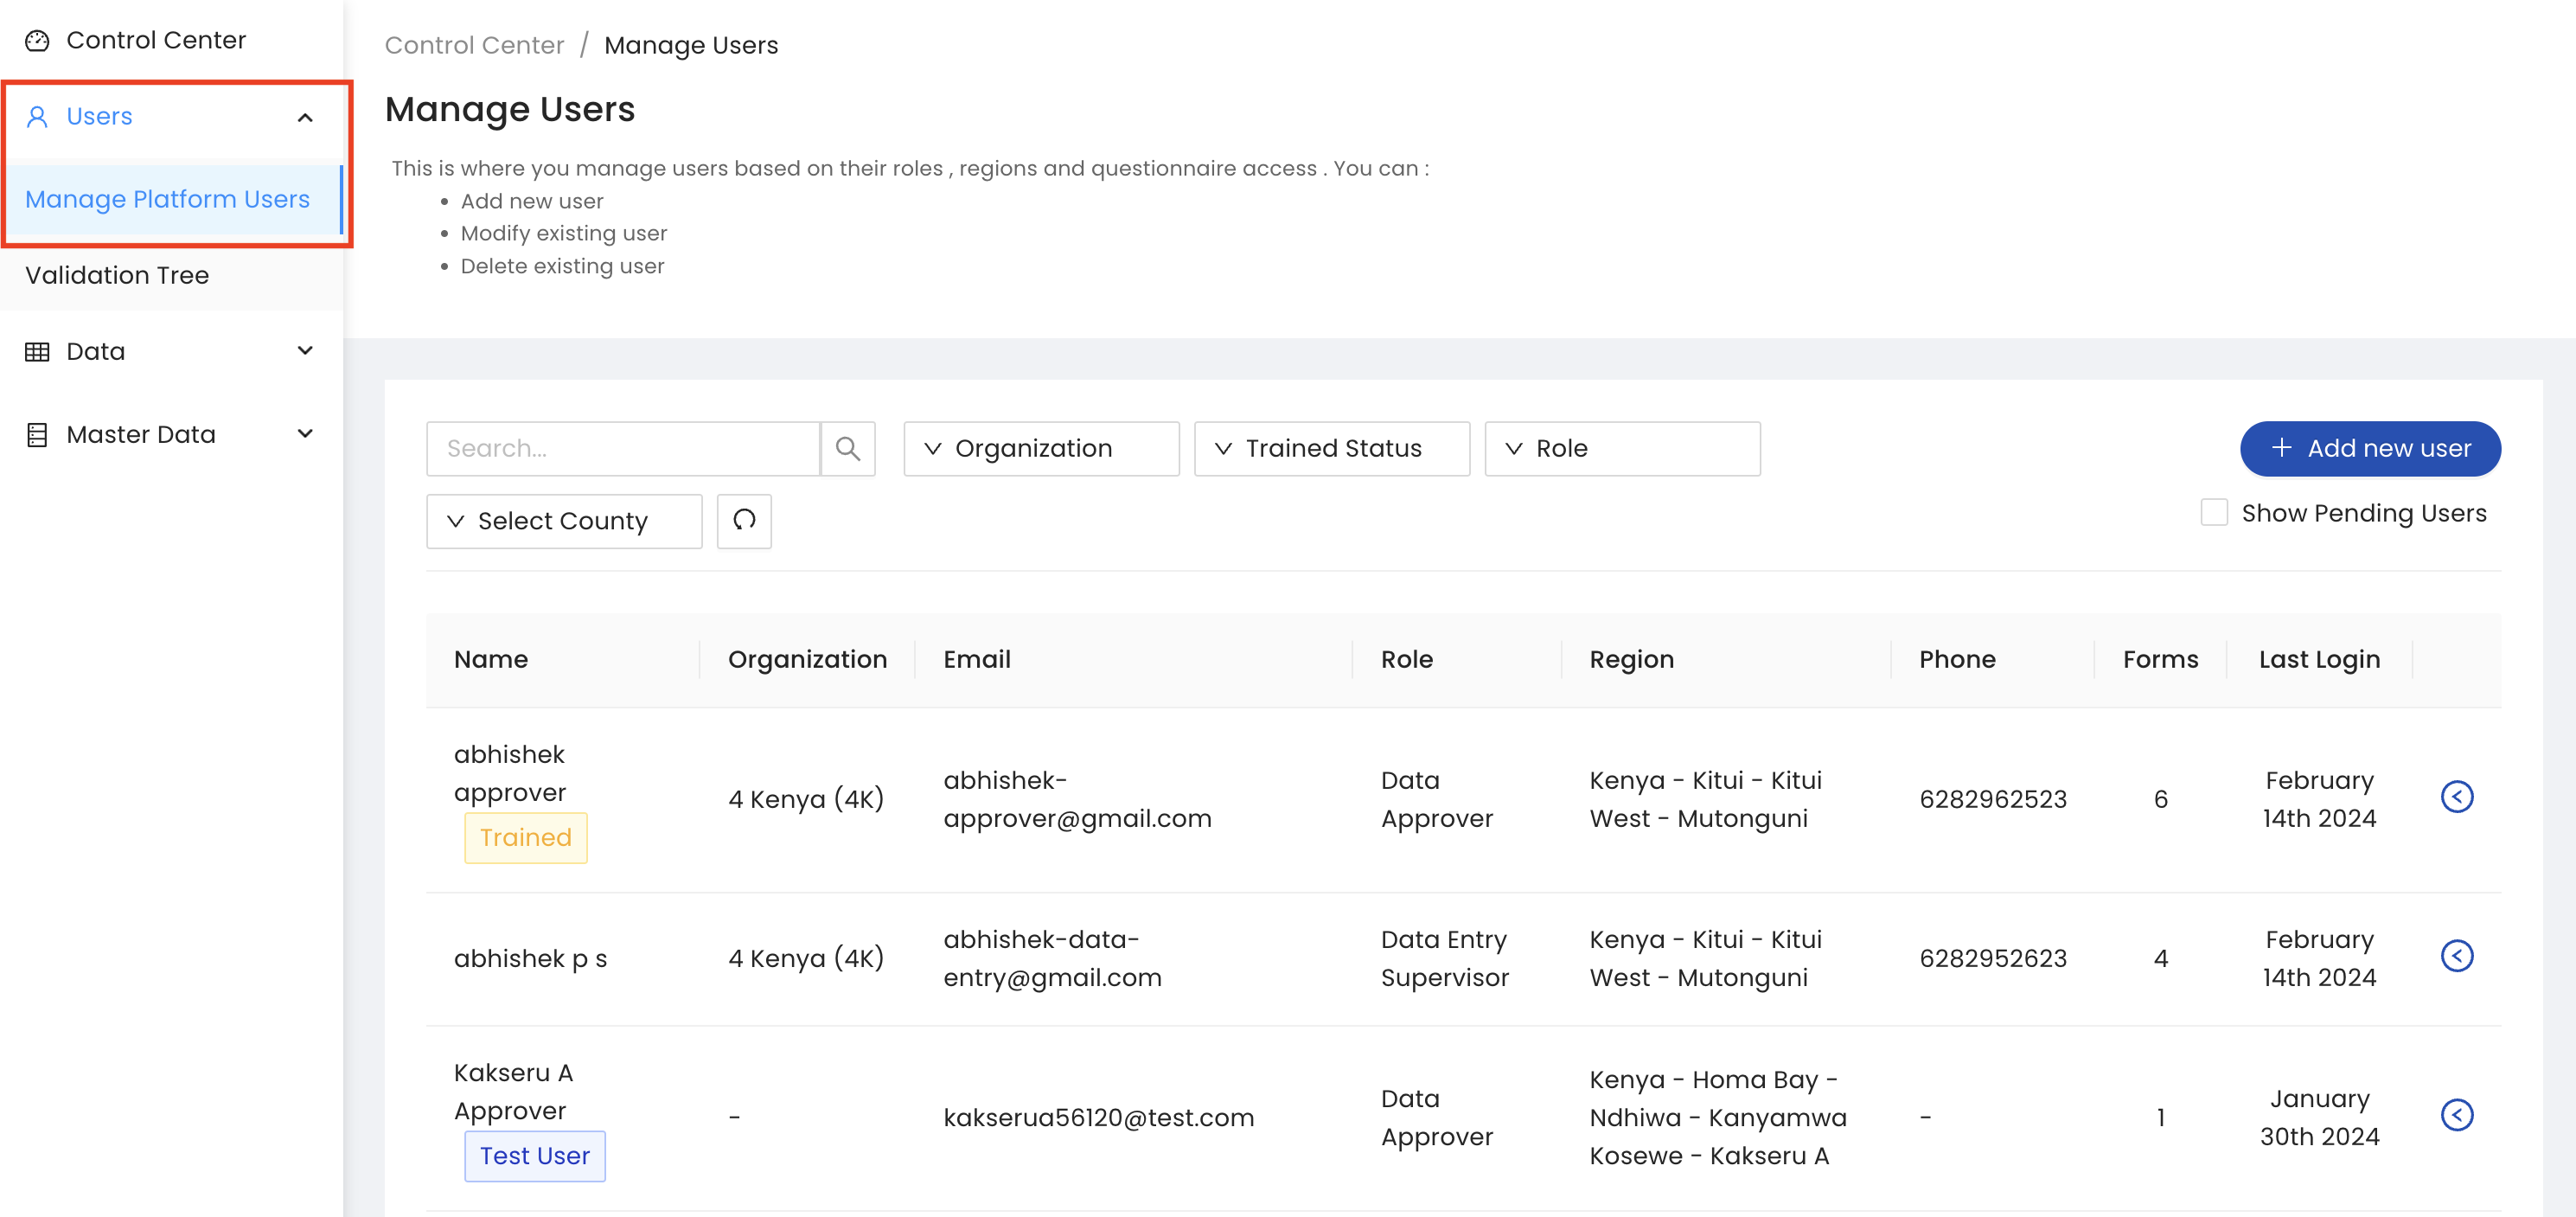 Control Center
Users
Manage Platform Users
Validation Tree
Data
Master Data
Control Center / Manage Users
Manage Users
This is where you manage users based on their roles , regions and questionnaire access . You can :
• Add new user
• Modify existing user
• Delete existing user
Search...
Organization
Trained Status
Role
+ Add new user
Select County
Show Pending Users
Name Organization Email Role Region Phone Forms Last Login
abhishek
approver
Trained
4 Kenya (4K)
abhishek-
approver@gmail.com
Data
Approver
Kenya - Kitui - Kitui
West - Mutonguni
6282962523
6
February
14th 2024
abhishek p s
4 Kenya (4K)
abhishek-data-
entry@gmail.com
Data Entry
Supervisor
Kenya - Kitui - Kitui
West - Mutonguni
6282952623
4
February
14th 2024
Kakseru A
Approver
Test User
-
kakserua56120@test.com
Data
Approver
Kenya - Homa Bay -
Ndhiwa - Kanyamwa
Kosewe - Kakseru A
-
1
January
30th 2024